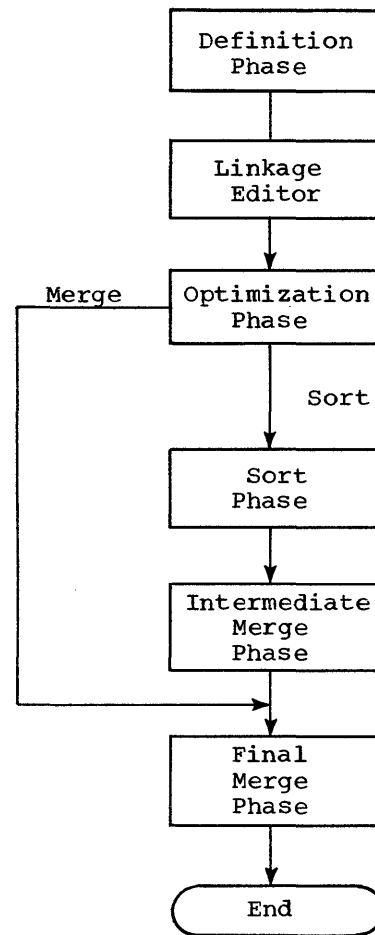 Definition
Phase
Linkage
Editor
Merge
Optimization
Phase
Sort
Sort
Phase
Intermediate
Merge
Phase
Final
Merge
Phase
End